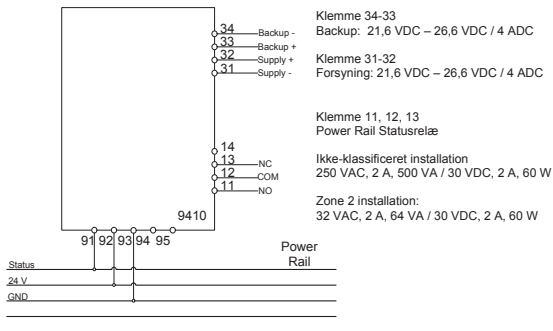 34 Backup -
33 Backup +
32 Supply +
31 Supply -
14
13 NC
12 COM
11 NO
9410
91 92 93 94 95
Power
Rail
Status
24 V
GND
Klemme 34-33
Backup: 21,6 VDC – 26,6 VDC / 4 ADC
Klemme 31-32
Forsyning: 21,6 VDC – 26,6 VDC / 4 ADC
Klemme 11, 12, 13
Power Rail Statusrelæ
Ikke-klassificeret installation
250 VAC, 2 A, 500 VA / 30 VDC, 2 A, 60 W
Zone 2 installation:
32 VAC, 2 A, 64 VA / 30 VDC, 2 A, 60 W